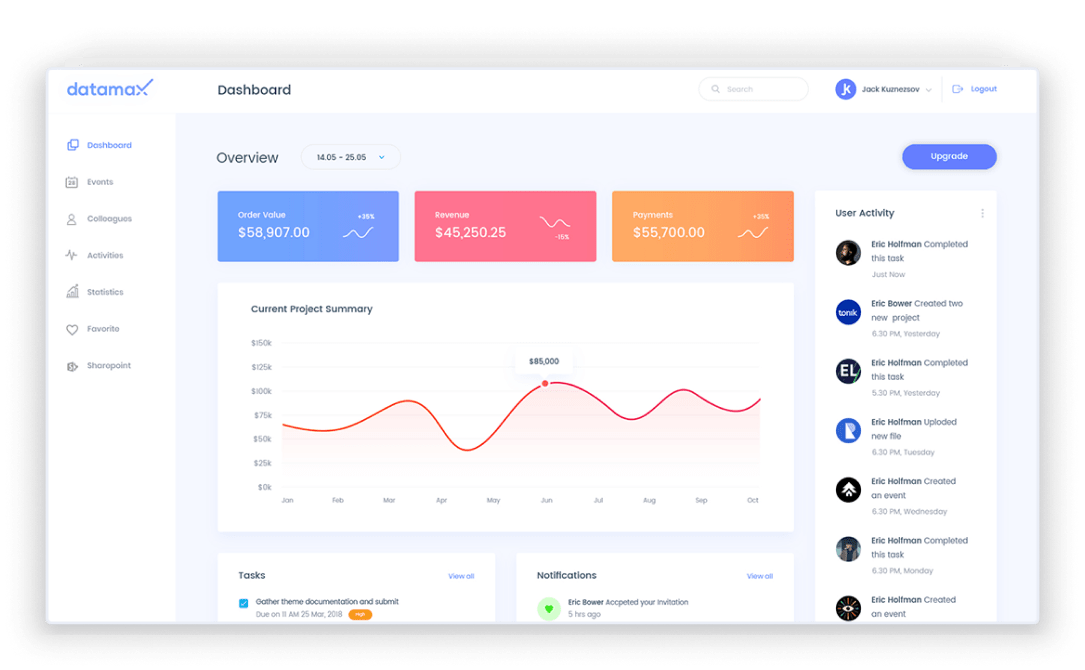 datamax
Dashboard
Search
jk
Jack Kuznezsov
Logout
Dashboard
Events
Colleagues
Activities
Statistics
Favorite
Sharopoint
Overview
14.05 - 25.05
Upgrade
Order Value
+35%
$58,907.00
Revenue
$45,250.25
-15%
Payments
+35%
$55,700.00
Current Project Summary
$150k
$125k
$100k
$75k
$50k
$25k
$0k
$85,000
Jan Feb Mar Apr May Jun Jul Aug Sep Oct
User Activity
Eric Holfman Completed
this task
Just Now
tonik
Eric Bower Created two
new project
6.30 PM, Yesterday
EL
Eric Holfman Completed
this task
5.30 PM, Yesterday
Eric Holfman Uploded
new file
6.30 PM, Tuesday
Eric Holfman Created
an event
6.30 PM, Wednesday
Eric Holfman Completed
this task
6.30 PM, Monday
Eric Holfman Created
an event
Tasks
View all
Gather theme documentation and submit
Due on 11 AM 25 Mar, 2018
High
Notifications
View all
Eric Bower Accpeted your Invitation
5 hrs ago